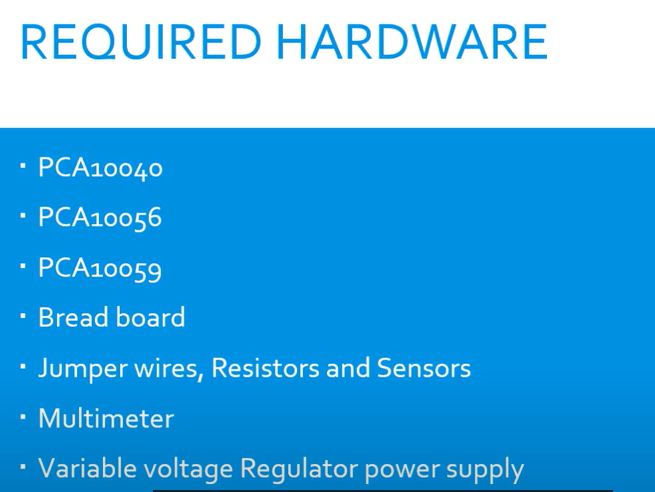 REQUIRED HARDWARE
▪ PCA10040
▪ PCA10056
▪ PCA10059
▪ Bread board
▪ Jumper wires, Resistors and Sensors
▪ Multimeter
▪ Variable voltage Regulator power supply